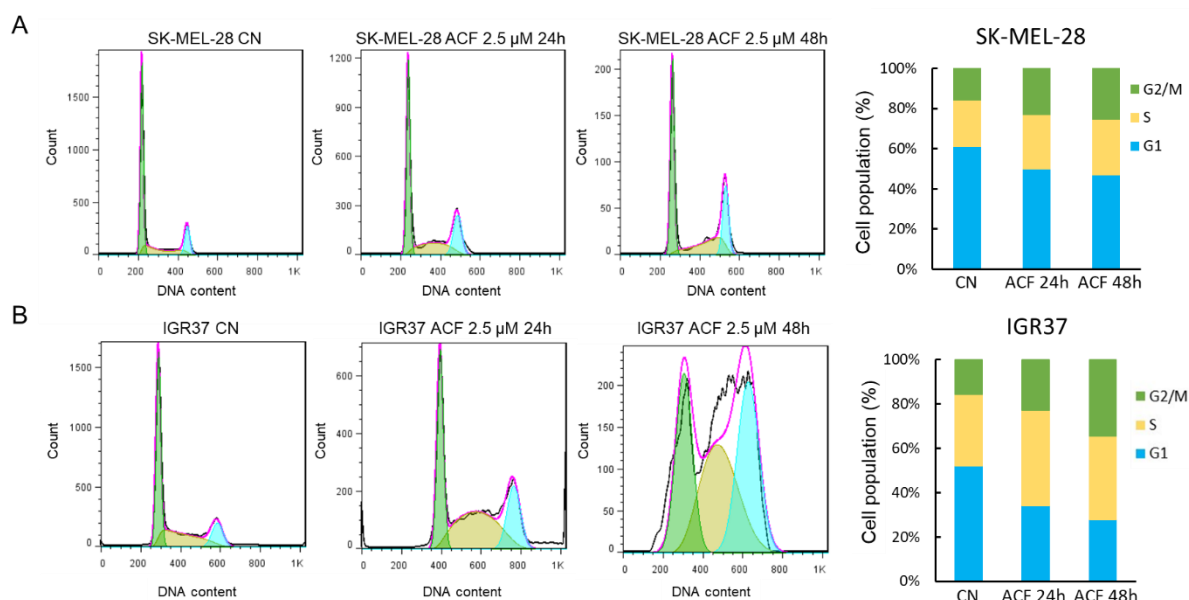 A
SK-MEL-28 CN
Count
1500
1000
500
0
0 200 400 600 800 1K
DNA content
SK-MEL-28 ACF 2.5 µM 24h
Count
1200
900
600
300
0
0 200 400 600 800 1K
DNA content
SK-MEL-28 ACF 2.5 µM 48h
Count
200
150
100
50
0
0 200 400 600 800 1K
DNA content
SK-MEL-28
Cell population (%)
100%
80%
60%
40%
20%
0%
CN ACF 24h ACF 48h
G2/M
S
G1
B
IGR37 CN
Count
1500
1000
500
0
0 200 400 600 800 1K
DNA content
IGR37 ACF 2.5 µM 24h
Count
600
400
200
0
0 200 400 600 800 1K
DNA content
IGR37 ACF 2.5 µM 48h
Count
200
150
100
50
0
0 200 400 600 800 1K
DNA content
IGR37
Cell population (%)
100%
80%
60%
40%
20%
0%
CN ACF 24h ACF 48h
G2/M
S
G1